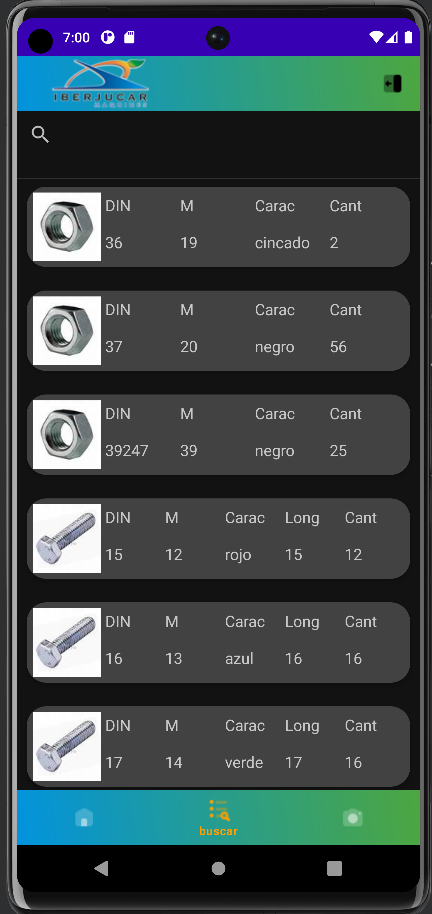 7:00
IBERJUCAR
MAQUINAS
DIN M Carac Cant
36 19 cincado 2
DIN M Carac Cant
37 20 negro 56
DIN M Carac Cant
39247 39 negro 25
DIN M Carac Long Cant
15 12 rojo 15 12
DIN M Carac Long Cant
16 13 azul 16 16
DIN M Carac Long Cant
17 14 verde 17 16
buscar